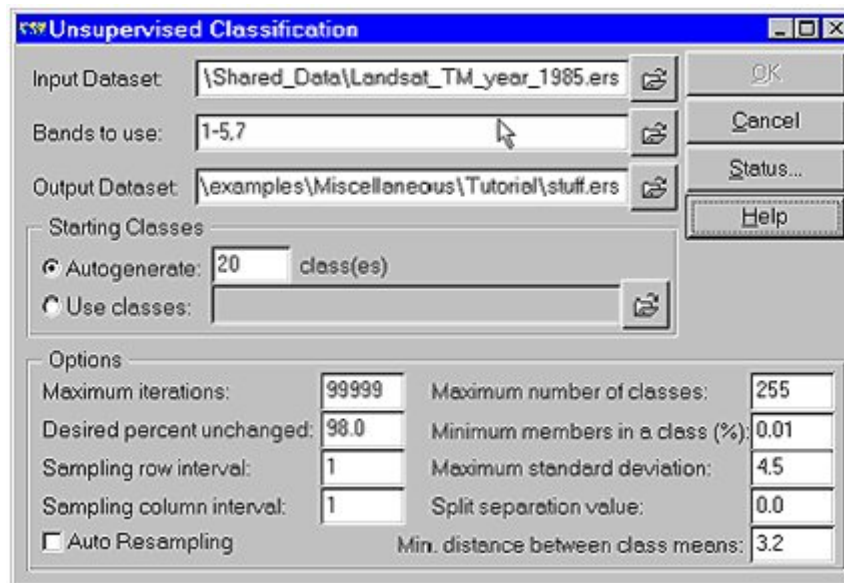 Unsupervised Classification
Input Dataset: \Shared_Data\Landsat_TM_year_1985.ers OK
Bands to use: 1-5,7 Cancel
Output Dataset: \examples\Miscellaneous\Tutorial\stuff.ers Status...
Help
Starting Classes
Autogenerate: 20 class(es)
Use classes:
Options
Maximum iterations: 99999 Maximum number of classes: 255
Desired percent unchanged: 98.0 Minimum members in a class (%): 0.01
Sampling row interval: 1 Maximum standard deviation: 4.5
Sampling column interval: 1 Split separation value: 0.0
Auto Resampling Min. distance between class means: 3.2